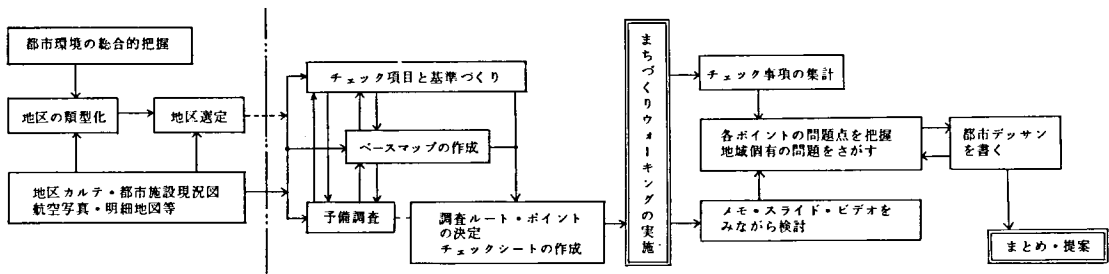 都市環境の総合的把握
地区の類型化
地区選定
地区カルテ・都市施設現況図
航空写真・明細地図等
チェック項目と基準づくり
ベースマップの作成
予備調査
調査ルート・ポイント
の決定
チェックシートの作成
まちづくりウォーキングの実施
チェック事項の集計
各ポイントの問題点を把握
地域個有の問題をさがす
メモ・スライド・ビデオを
みながら検討
都市デッサン
を書く
まとめ・提案